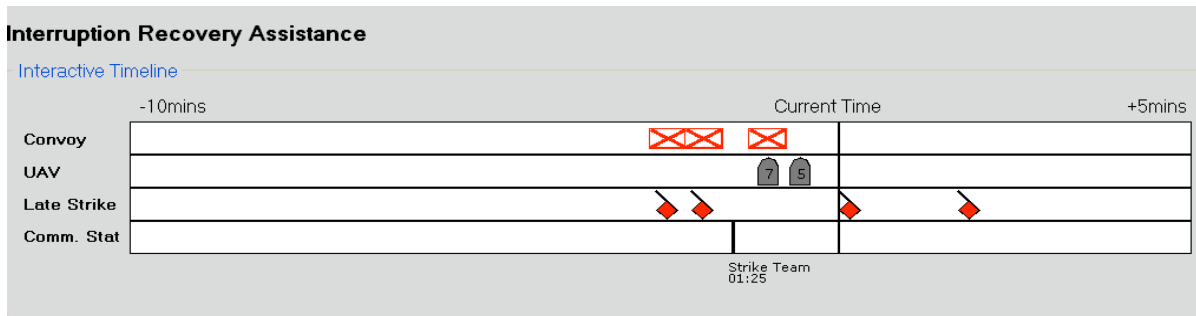 Interruption Recovery Assistance
Interactive Timeline
-10mins Current Time +5mins
Convoy
UAV 7 5
Late Strike
Comm. Stat
Strike Team
01:25